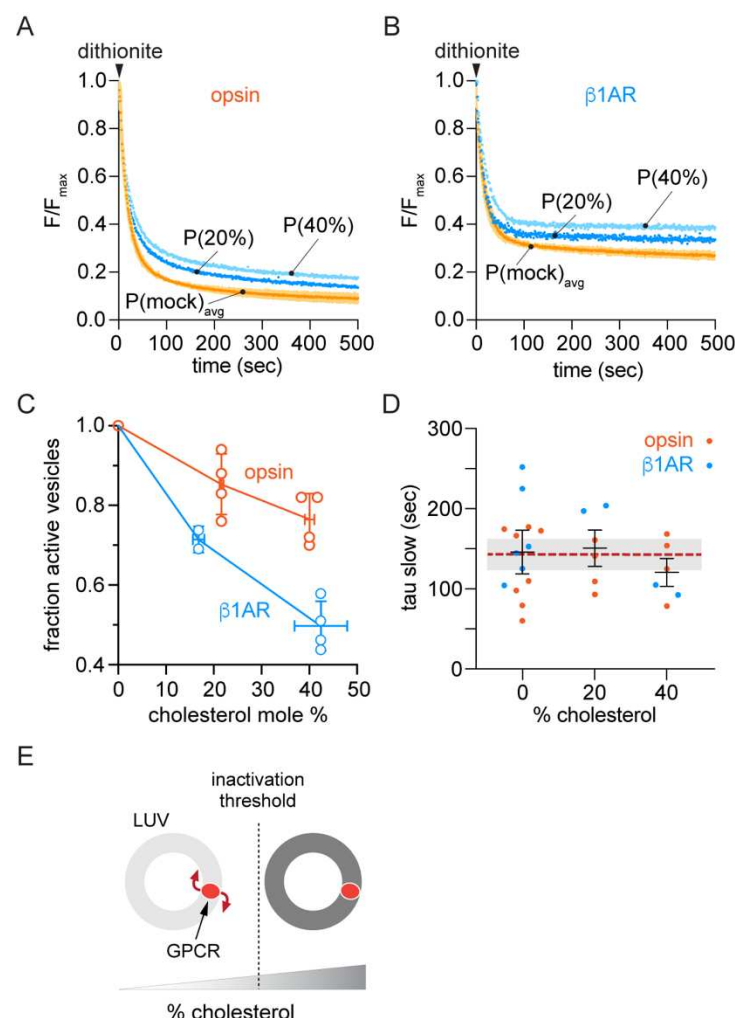 A
dithionite
opsin
F/Fmax
1.0
0.8
0.6
0.4
0.2
0.0
P(20%)
P(40%)
P(mock)avg
0 100 200 300 400 500
time (sec)
B
dithionite
β1AR
F/Fmax
1.0
0.8
0.6
0.4
0.2
0.0
P(20%)
P(40%)
P(mock)avg
0 100 200 300 400 500
time (sec)
C
fraction active vesicles
1.0
0.8
0.6
0.4
opsin
β1AR
0 10 20 30 40 50
cholesterol mole %
D
tau slow (sec)
300
200
100
0
opsin
β1AR
0 20 40
% cholesterol
E
inactivation
threshold
LUV
GPCR
% cholesterol